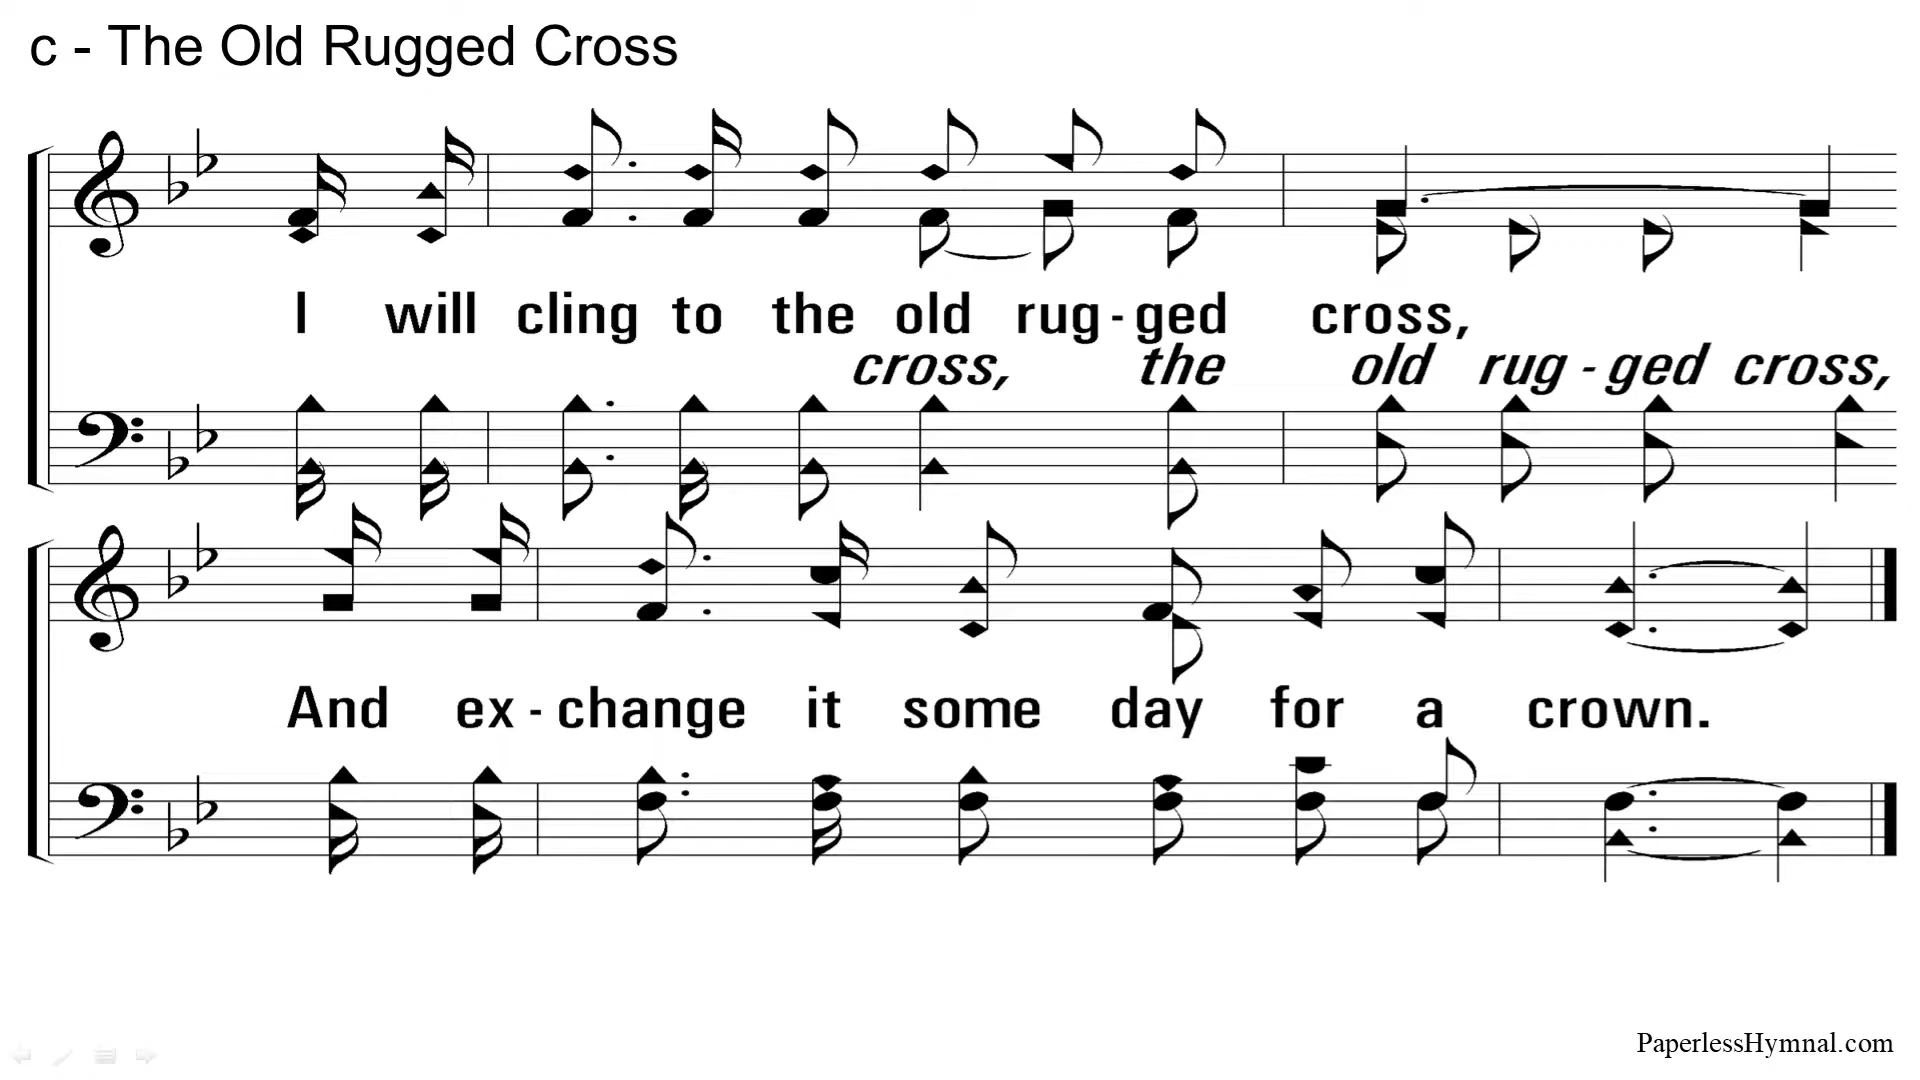 c - The Old Rugged Cross
I will cling to the old rug-ged cross,
cross, the old rug-ged cross,
And ex-change it some day for a crown.
PaperlessHymnal.com